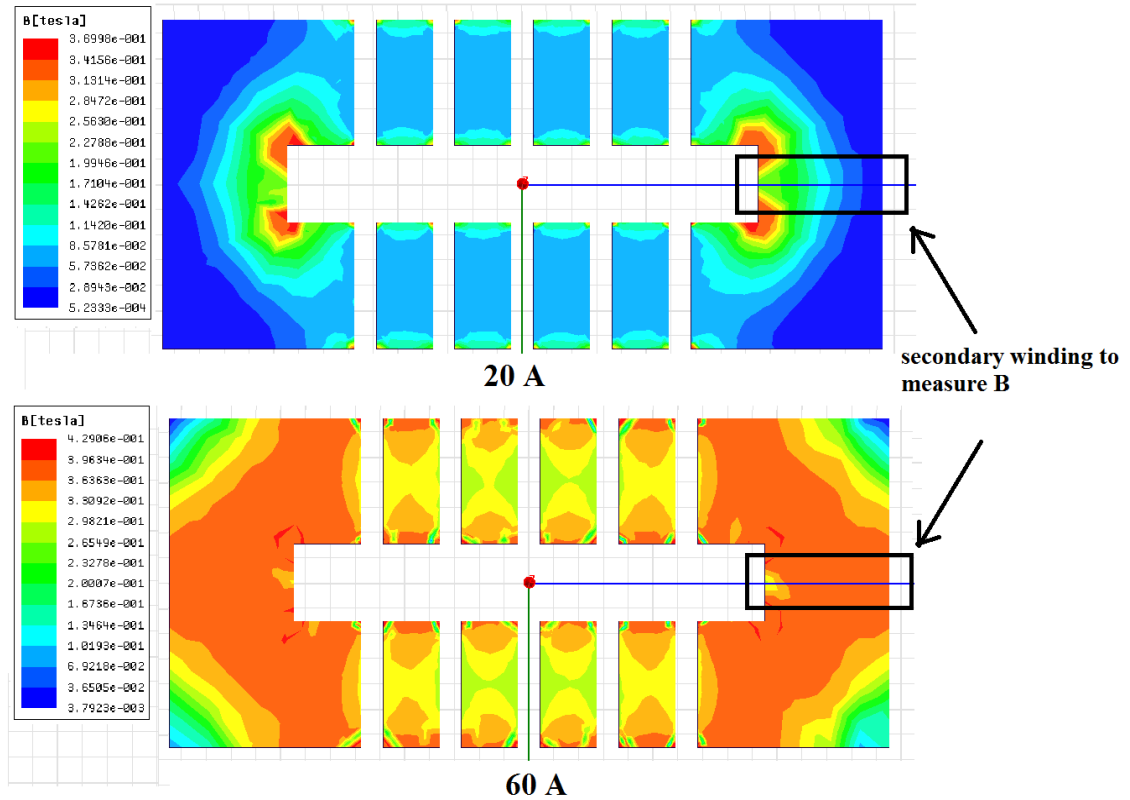 B[tesla]
3.6998e-001
3.4156e-001
3.1314e-001
2.8472e-001
2.5630e-001
2.2788e-001
1.9946e-001
1.7104e-001
1.4262e-001
1.1420e-001
8.5781e-002
5.7362e-002
2.8943e-002
5.2333e-004
20 A
secondary winding to
measure B
B[tesla]
4.2906e-001
3.9634e-001
3.6363e-001
3.3092e-001
2.9821e-001
2.6549e-001
2.3278e-001
2.0007e-001
1.6736e-001
1.3464e-001
1.0193e-001
6.9218e-002
3.6505e-002
3.7923e-003
60 A